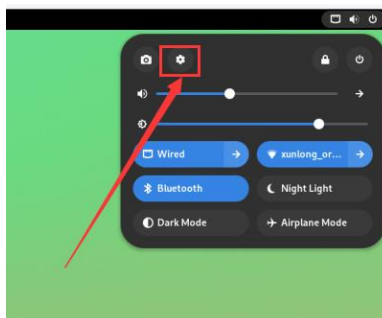 Wired
xunlong_or...
Bluetooth
Night Light
Dark Mode
Airplane Mode